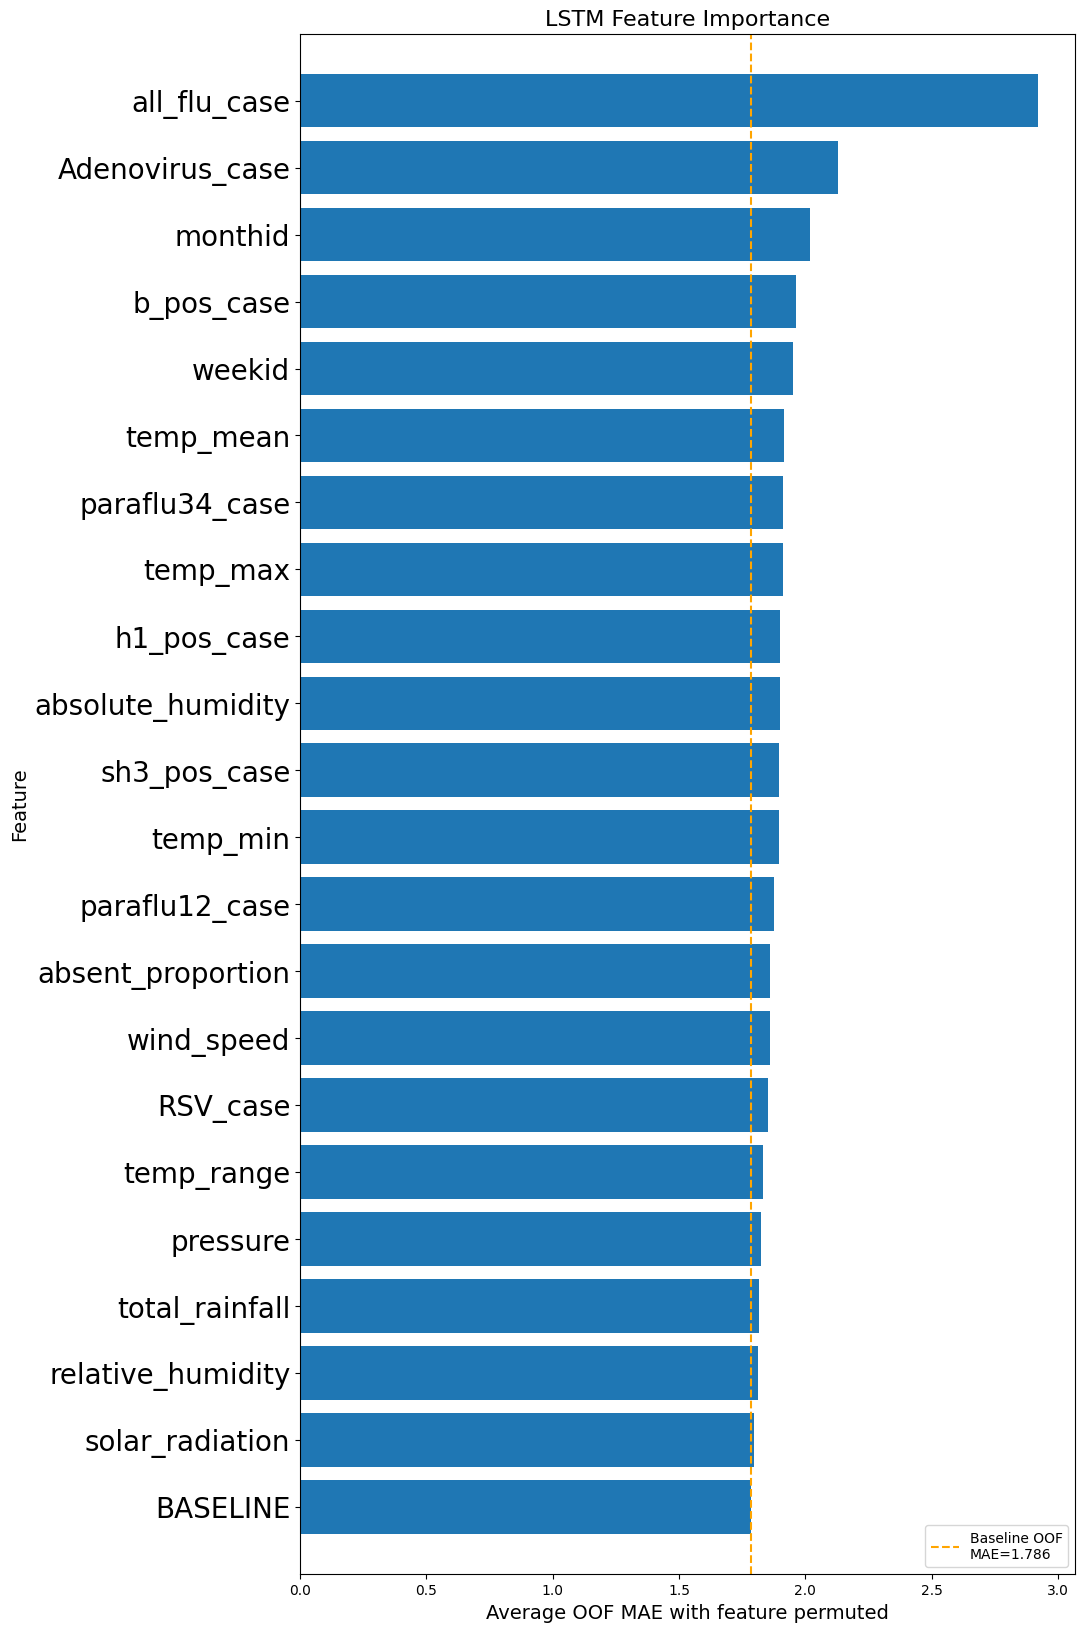 LSTM Feature Importance
all_flu_case
Adenovirus_case
monthid
b_pos_case
weekid
temp_mean
paraflu34_case
temp_max
h1_pos_case
absolute_humidity
sh3_pos_case
temp_min
paraflu12_case
absent_proportion
wind_speed
RSV_case
temp_range
pressure
total_rainfall
relative_humidity
solar_radiation
BASELINE
Feature
Baseline OOF
MAE=1.786
0.0 0.5 1.0 1.5 2.0 2.5 3.0
Average OOF MAE with feature permuted